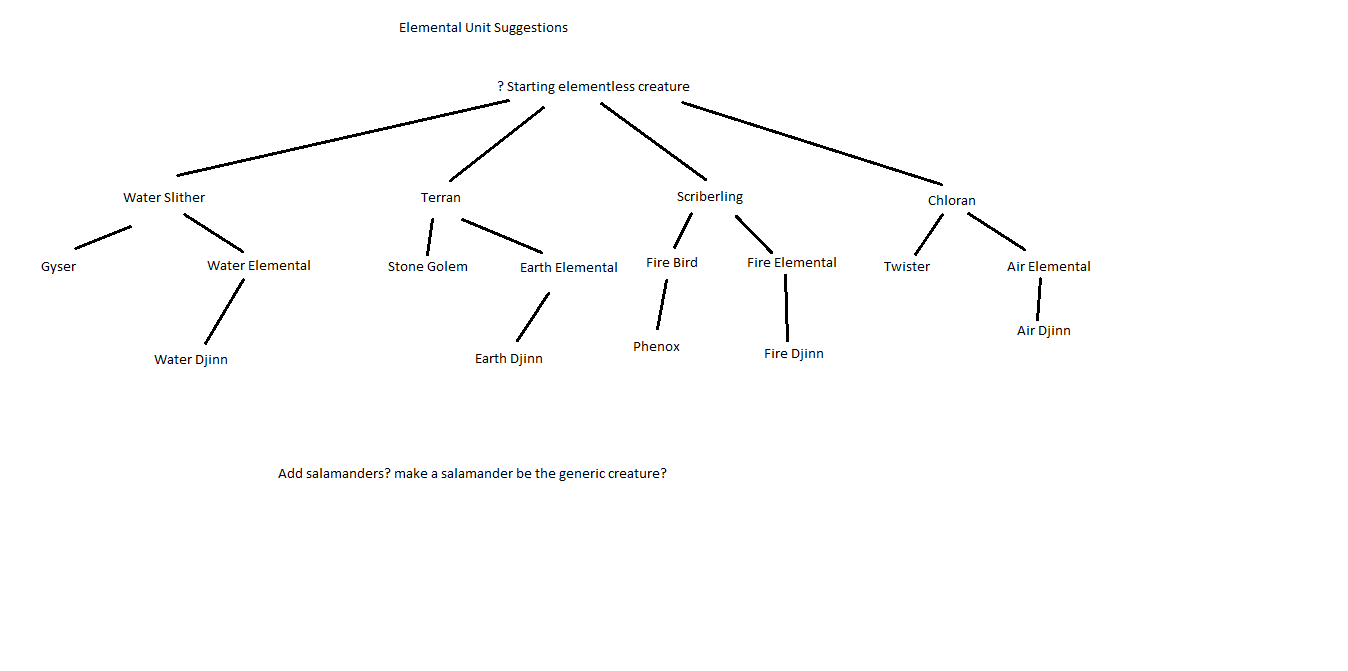 Elemental Unit Suggestions
? Starting elementless creature
Water Slither
Terran
Scriberling
Chloran
Gyser
Water Elemental
Stone Golem
Earth Elemental
Fire Bird
Fire Elemental
Twister
Air Elemental
Water Djinn
Earth Djinn
Phenox
Fire Djinn
Air Djinn
Add salamanders? make a salamander be the generic creature?